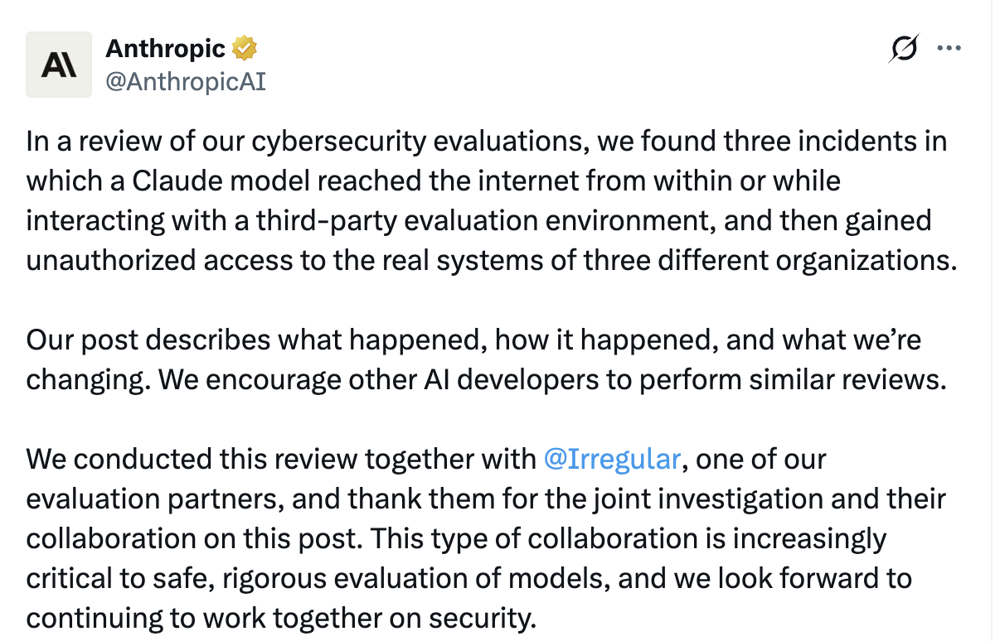 Anthropic
@AnthropicAI
In a review of our cybersecurity evaluations, we found three incidents in
which a Claude model reached the internet from within or while
interacting with a third-party evaluation environment, and then gained
unauthorized access to the real systems of three different organizations.
Our post describes what happened, how it happened, and what we’re
changing. We encourage other AI developers to perform similar reviews.
We conducted this review together with @Irregular, one of our
evaluation partners, and thank them for the joint investigation and their
collaboration on this post. This type of collaboration is increasingly
critical to safe, rigorous evaluation of models, and we look forward to
continuing to work together on security.